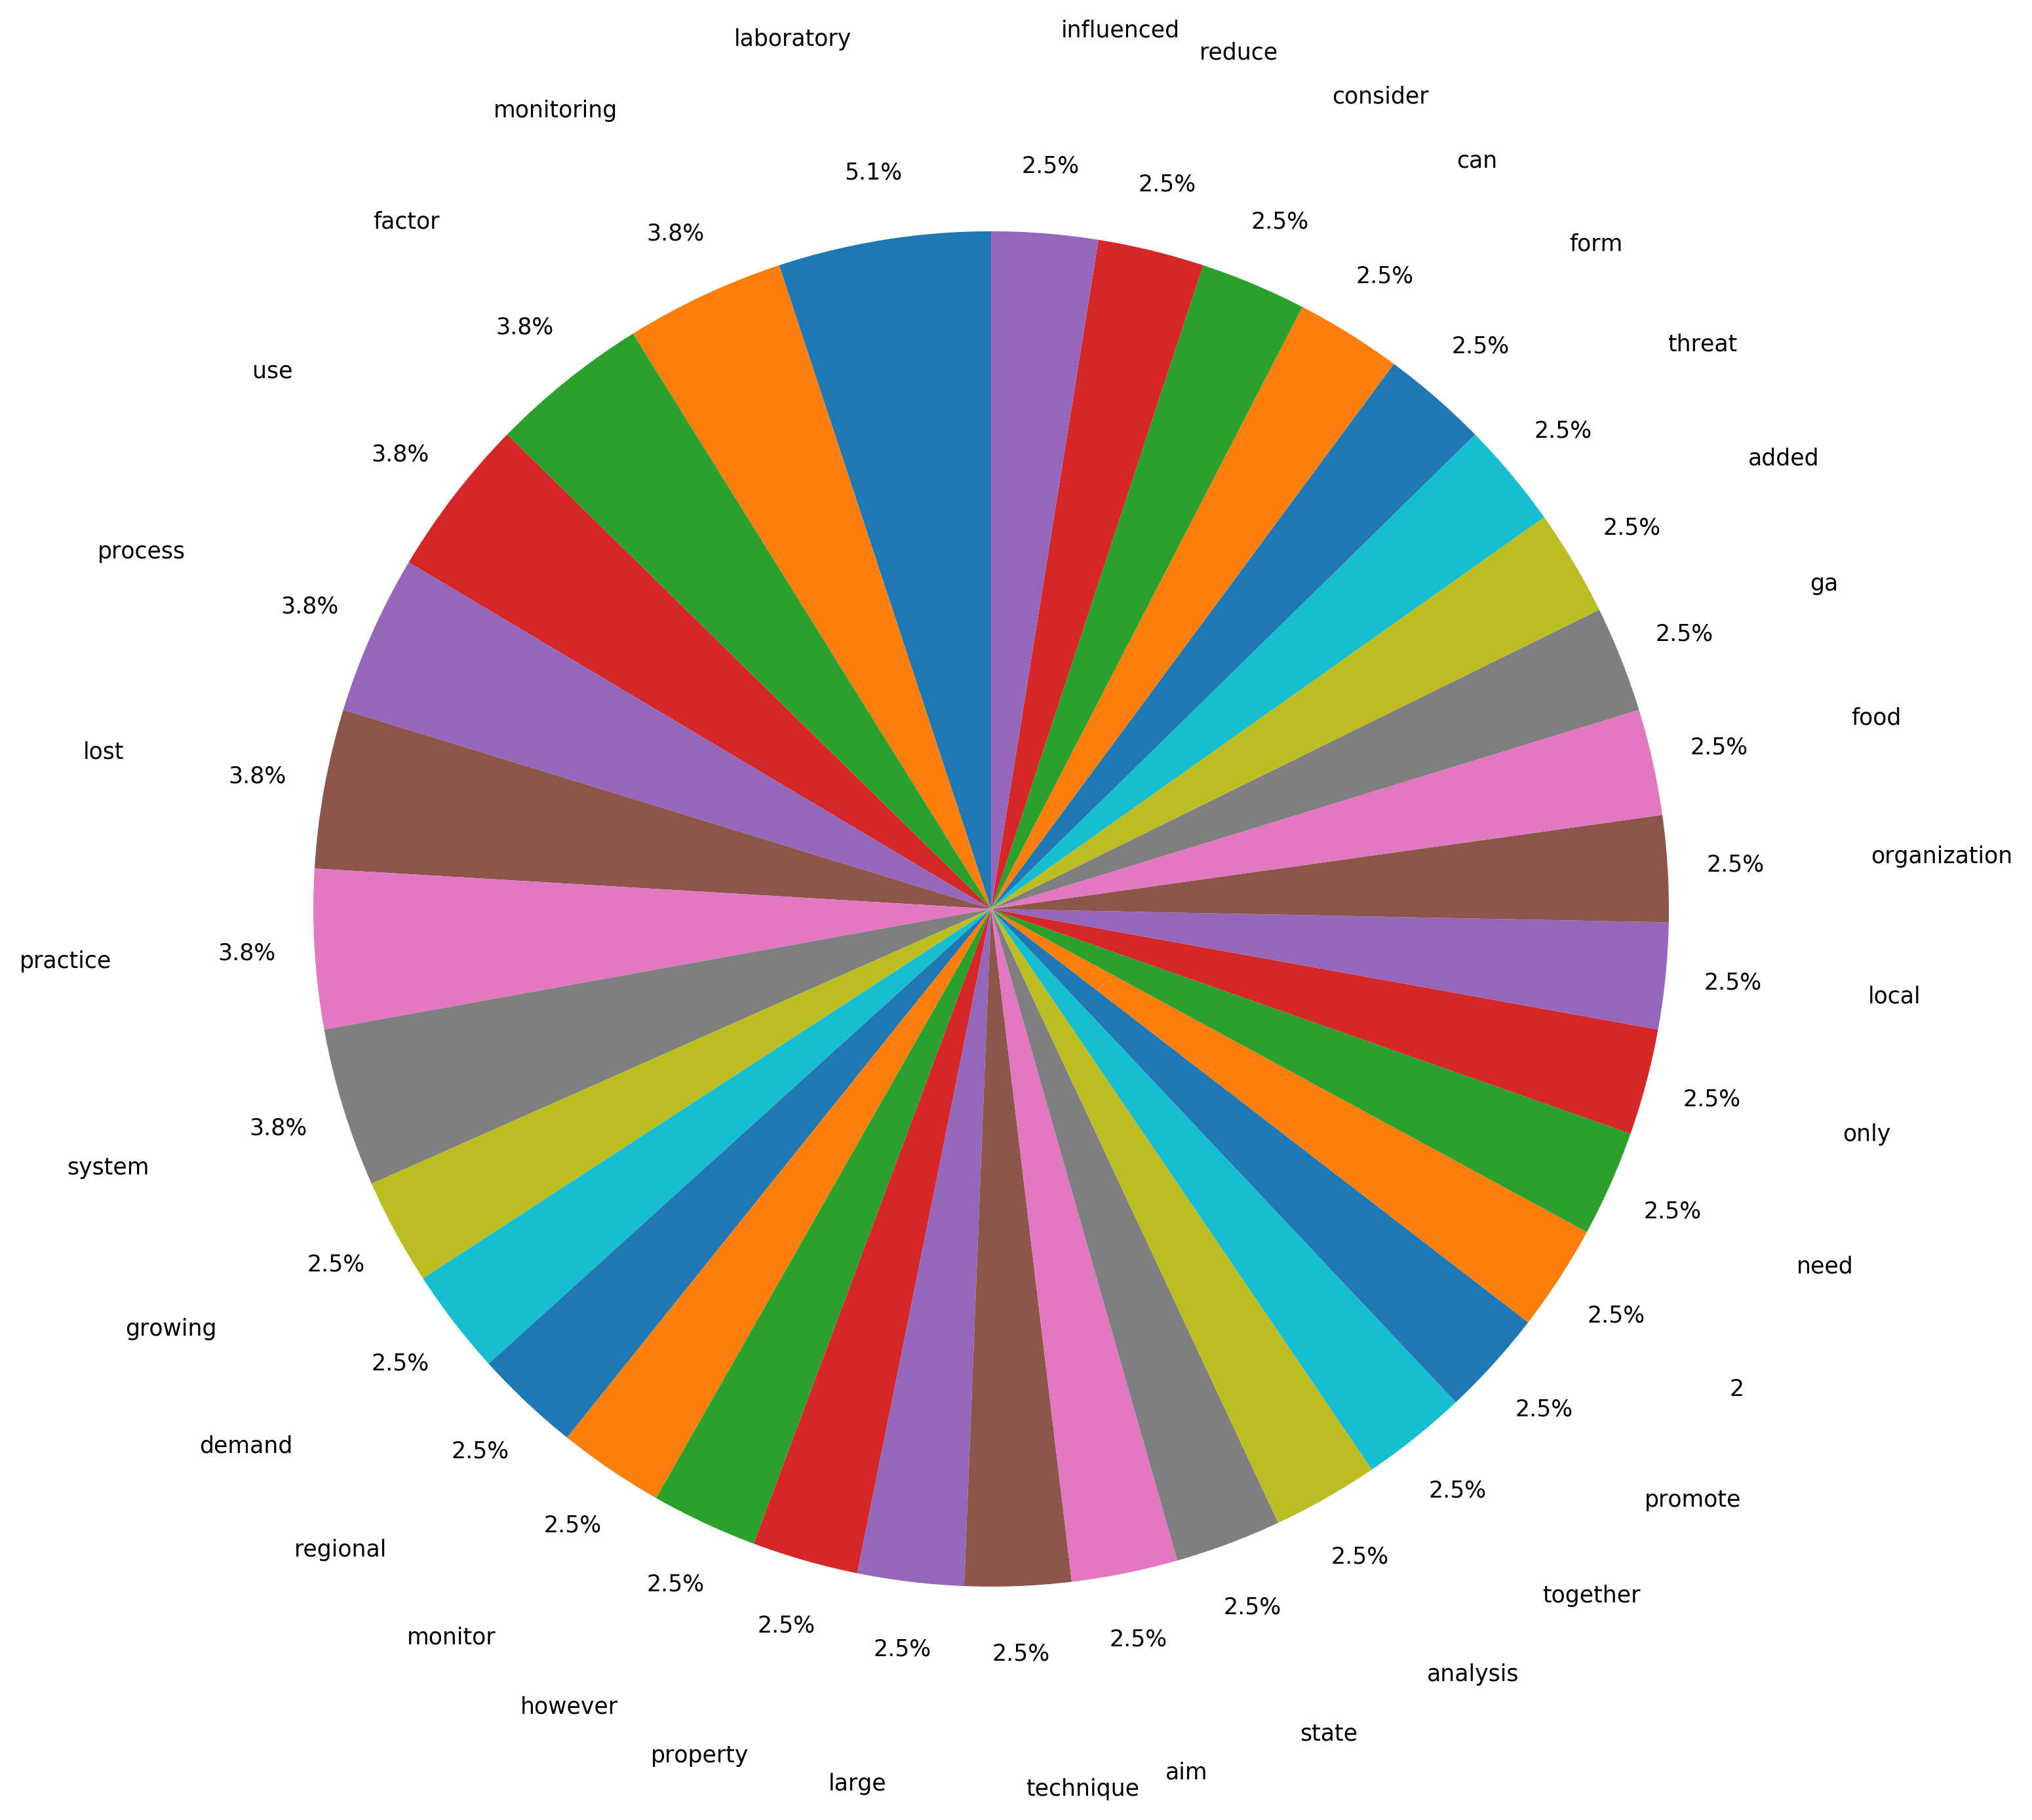 influenced
laboratory
reduce
consider
monitoring
can
5.1%
2.5%
2.5%
factor
3.8%
2.5%
form
2.5%
3.8%
2.5%
threat
use
3.8%
2.5%
added
2.5%
process
3.8%
ga
2.5%
food
lost
3.8%
2.5%
organization
2.5%
practice
3.8%
2.5%
local
2.5%
3.8%
only
system
2.5%
2.5%
need
growing
2.5%
2.5%
2
2.5%
demand
2.5%
2.5%
promote
2.5%
regional
2.5%
2.5%
together
2.5%
2.5%
monitor
2.5%
2.5%
2.5%
analysis
however
state
property
aim
large
technique